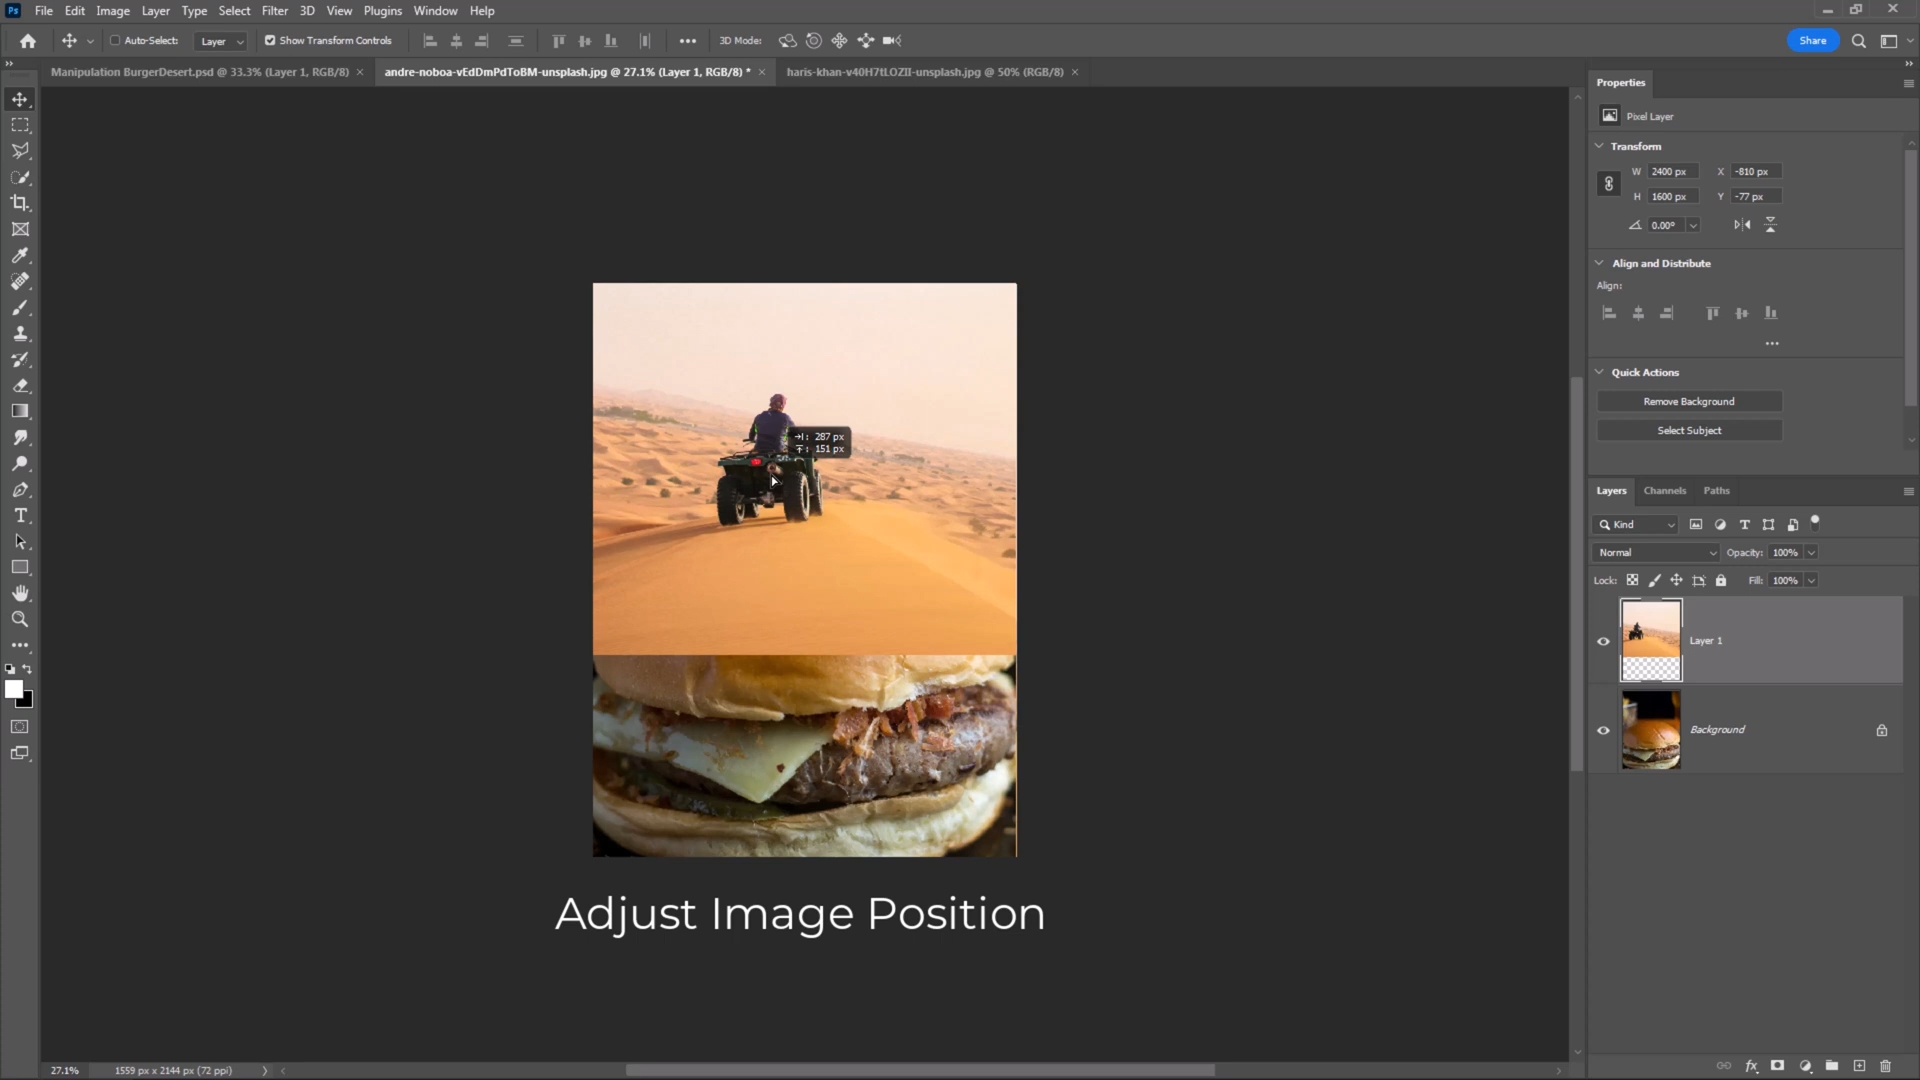 Ps File Edit Image Layer Type Select Filter 3D View Plugins Window Help
Auto-Select: Layer Show Transform Controls 3D Mode: Share
Manipulation BurgerDesert.psd @ 33.3% (Layer 1, RGB/8) × andre-noboa-vEdDmPdToBM-unsplash.jpg @ 27.1% (Layer 1, RGB/8) * × haris-khan-v40H7tLOZII-unsplash.jpg @ 50% (RGB/8) ×
Properties
Pixel Layer
Transform
W 2400 px X -810 px
H 1600 px Y -77 px
0.00°
Align and Distribute
Align:
Quick Actions
Remove Background
Select Subject
287 px
151 px
Layers Channels Paths
Kind
Normal Opacity: 100%
Lock: Fill: 100%
Layer 1
Background
Adjust Image Position
27.1% 1559 px x 2144 px (72 ppi)